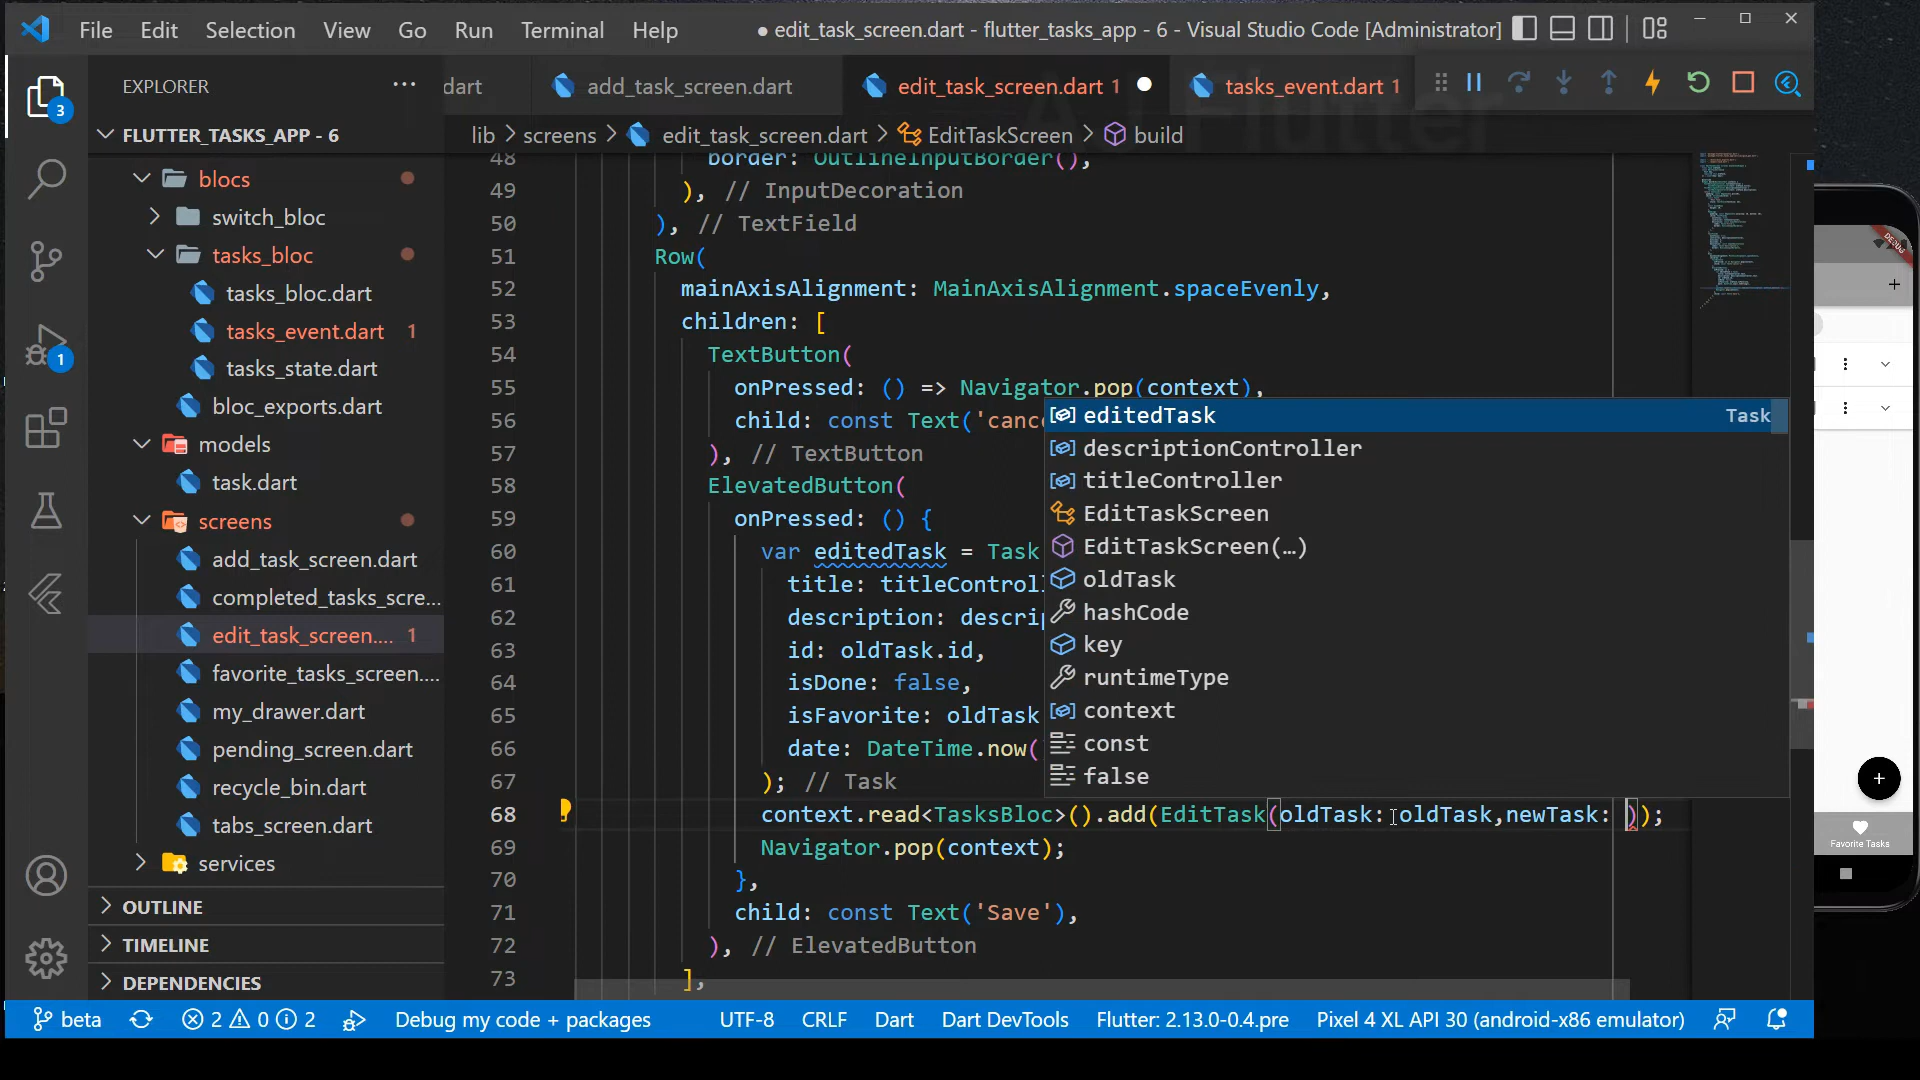 File Edit Selection View Go Run Terminal Help
● edit_task_screen.dart - flutter_tasks_app - 6 - Visual Studio Code [Administrator]
EXPLORER ...
dart add_task_screen.dart edit_task_screen.dart 1 tasks_event.dart 1
A J Flutter
FLUTTER_TASKS_APP - 6
lib > screens > edit_task_screen.dart > EditTaskScreen > build
3
1
blocs
switch_bloc
tasks_bloc
tasks_bloc.dart
tasks_event.dart 1
tasks_state.dart
bloc_exports.dart
models
task.dart
screens
add_task_screen.dart
completed_tasks_scre...
edit_task_screen.... 1
favorite_tasks_screen....
my_drawer.dart
pending_screen.dart
recycle_bin.dart
tabs_screen.dart
services
OUTLINE
TIMELINE
DEPENDENCIES
48 border: OutlineInputBorder(),
49 ), // InputDecoration
50 ), // TextField
51 Row(
52 mainAxisAlignment: MainAxisAlignment.spaceEvenly,
53 children: [
54 TextButton(
55 onPressed: () => Navigator.pop(context),
56 child: const Text('canc
57 ), // TextButton
58 ElevatedButton(
59 onPressed: () {
60 var editedTask = Task
61 title: titleControl
62 description: descri
63 id: oldTask.id,
64 isDone: false,
65 isFavorite: oldTask
66 date: DateTime.now(
67 ); // Task
68 context.read<TasksBloc>().add(EditTask(oldTask: oldTask,newTask: ));
69 Navigator.pop(context);
70 },
71 child: const Text('Save'),
72 ), // ElevatedButton
73 ],
editedTask Task
descriptionController
titleController
EditTaskScreen
EditTaskScreen(…)
oldTask
hashCode
key
runtimeType
context
const
false
DEBUG
+
+
Favorite Tasks
beta 2 0 2 Debug my code + packages UTF-8 CRLF Dart Dart DevTools Flutter: 2.13.0-0.4.pre Pixel 4 XL API 30 (android-x86 emulator)